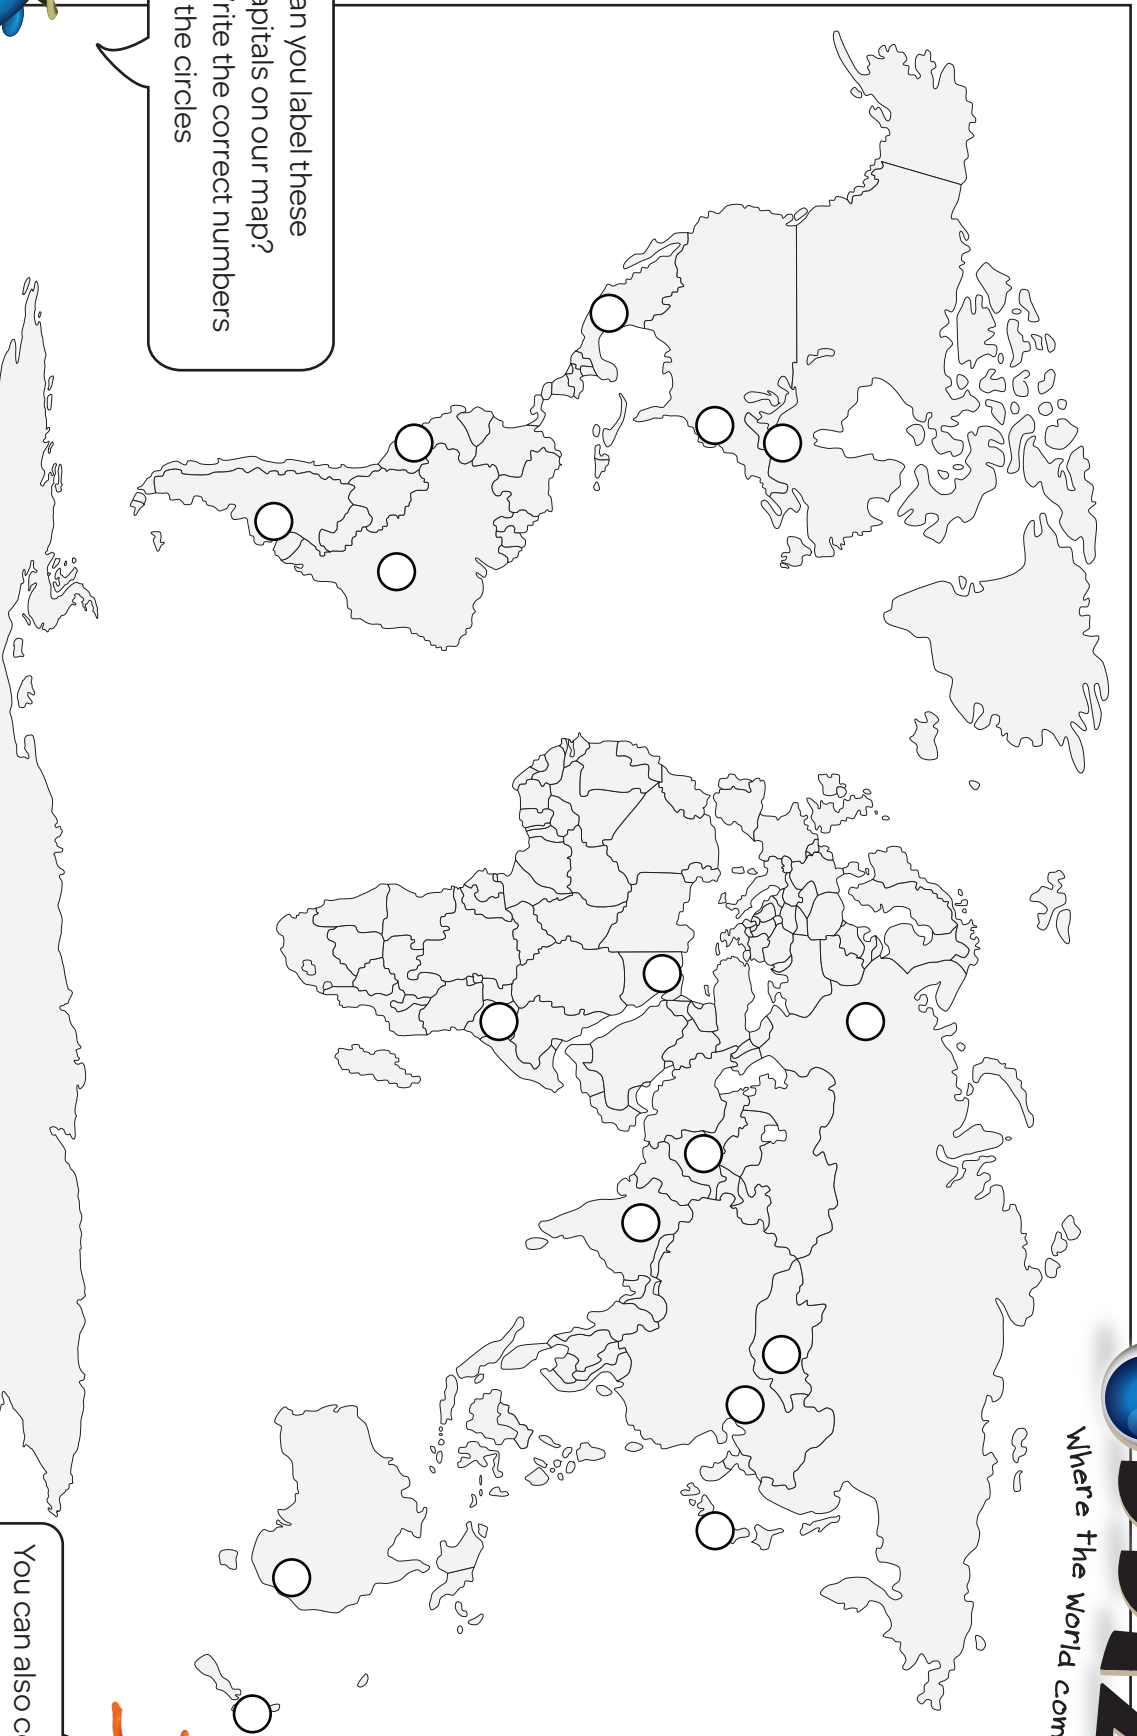 an you label these
apitals on our map?
rite the correct numbers
the circles
Where the World com
You can also c